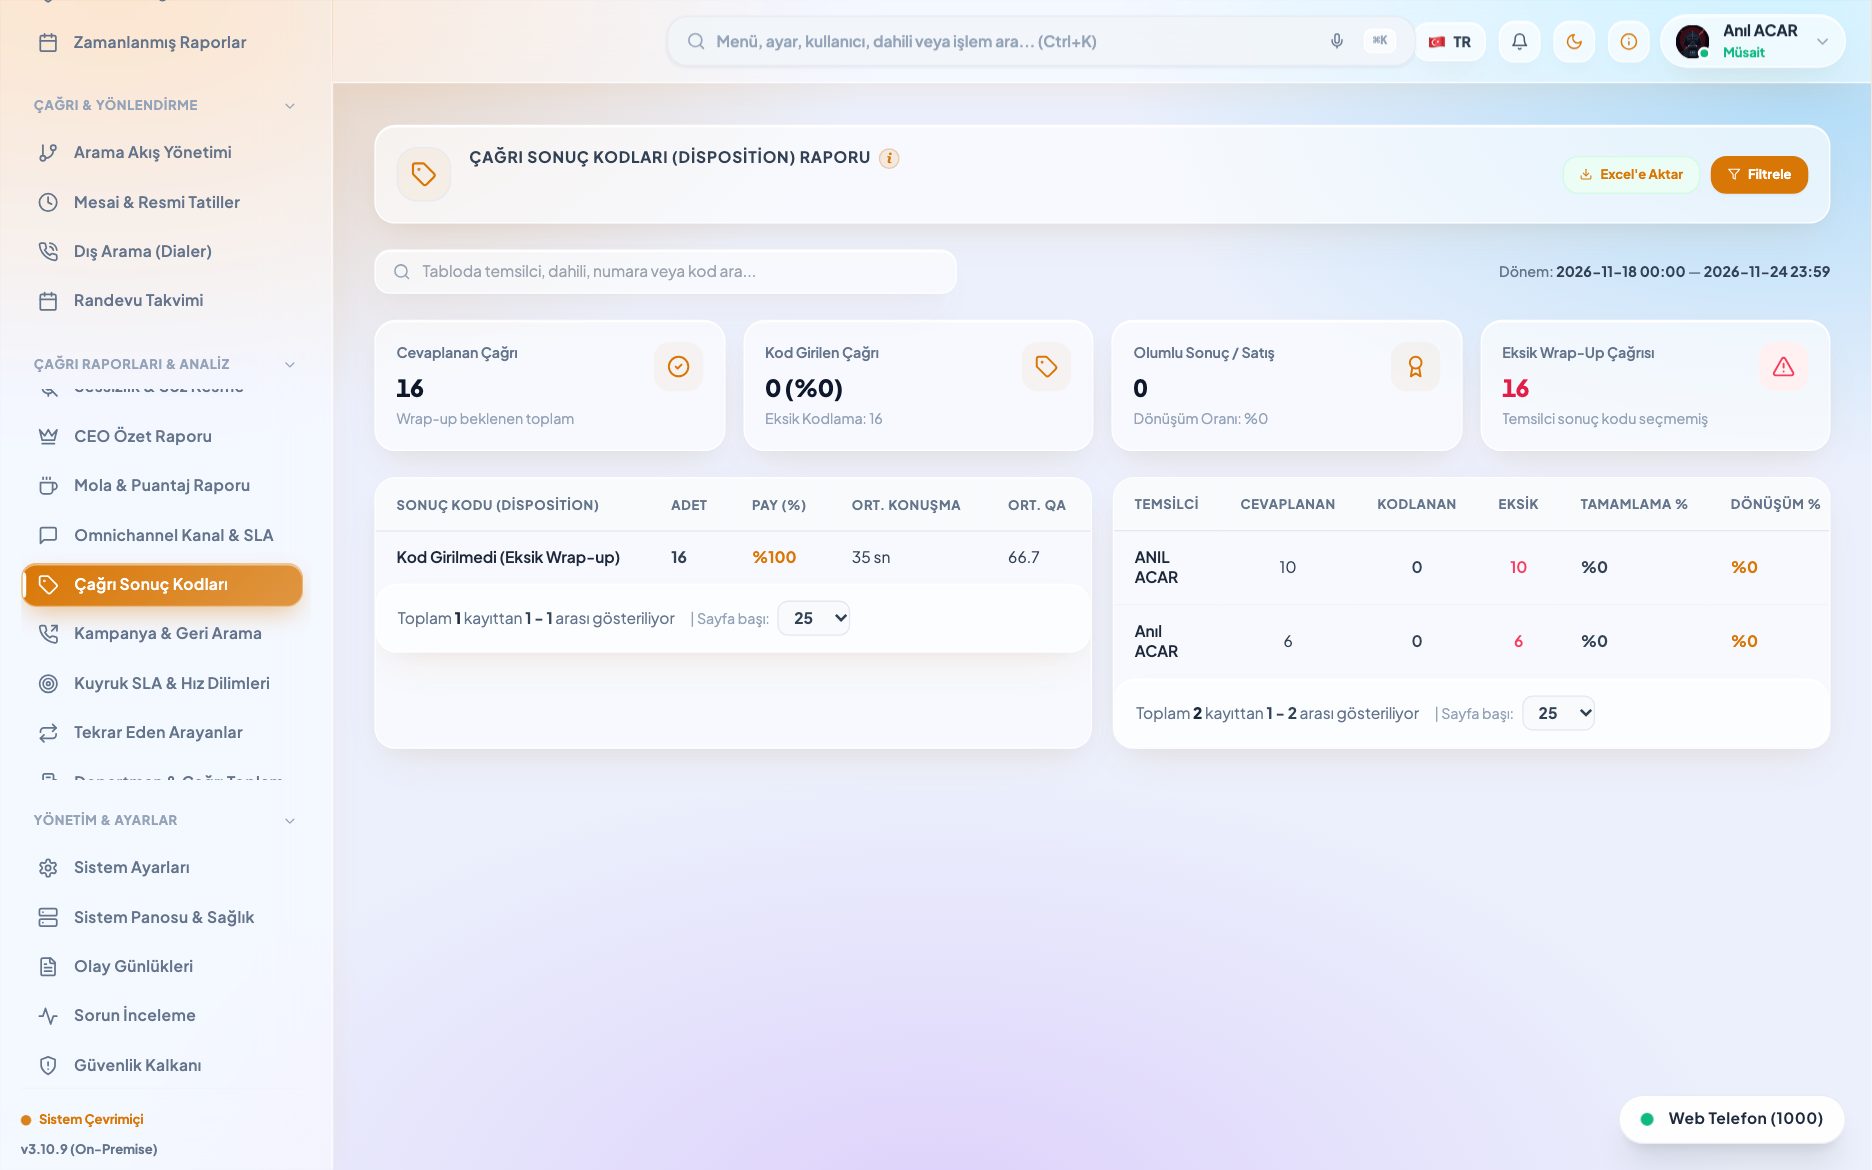 Zamanlanmış Raporlar
ÇAĞRI & YÖNLENDİRME
Arama Akış Yönetimi
Mesai & Resmi Tatiller
Dış Arama (Dialer)
Randevu Takvimi
ÇAĞRI RAPORLARI & ANALİZ
CEO Özet Raporu
Mola & Puantaj Raporu
Omnichannel Kanal & SLA
Çağrı Sonuç Kodları
Kampanya & Geri Arama
Kuyruk SLA & Hız Dilimleri
Tekrar Eden Arayanlar
YÖNETİM & AYARLAR
Sistem Ayarları
Sistem Panosu & Sağlık
Olay Günlükleri
Sorun İnceleme
Güvenlik Kalkanı
Sistem Çevrimiçi
v3.10.9 (On-Premise)
Menü, ayar, kullanıcı, dahili veya işlem ara... (Ctrl+K)
⌘K
TR
Anıl ACAR
Müsait
ÇAĞRI SONUÇ KODLARI (DİSPOSİTİON) RAPORU
Excel'e Aktar
Filtrele
Tabloda temsilci, dahili, numara veya kod ara...
Dönem: 2026-11-18 00:00 — 2026-11-24 23:59
Cevaplanan Çağrı
16
Wrap-up beklenen toplam
Kod Girilen Çağrı
0 (%0)
Eksik Kodlama: 16
Olumlu Sonuç / Satış
0
Dönüşüm Oranı: %0
Eksik Wrap-Up Çağrısı
16
Temsilci sonuç kodu seçmemiş
SONUÇ KODU (DİSPOSİTİON) ADET PAY (%) ORT. KONUŞMA ORT. QA
Kod Girilmedi (Eksik Wrap-up) 16 %100 35 sn 66.7
Toplam 1 kayıttan 1 - 1 arası gösteriliyor | Sayfa başı: 25
TEMSİLCİ CEVAPLANAN KODLANAN EKSİK TAMAMLAMA % DÖNÜŞÜM %
ANIL
ACAR 10 0 10 %0 %0
Anıl
ACAR 6 0 6 %0 %0
Toplam 2 kayıttan 1 - 2 arası gösteriliyor | Sayfa başı: 25
Web Telefon (1000)